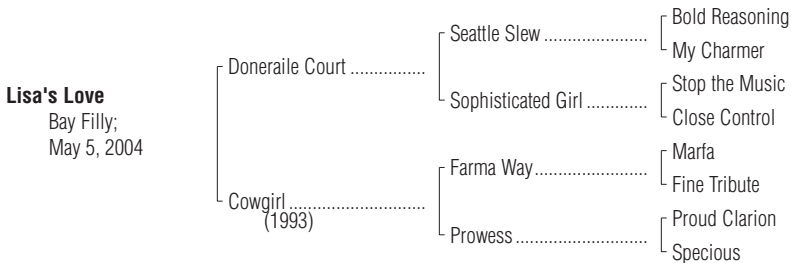 Lisa's Love
Bay Filly;
May 5, 2004
Doneraile Court ................
Cowgirl .............................
(1993)
Seattle Slew ......................
Sophisticated Girl .............
Farma Way........................
Prowess ............................
Bold Reasoning
My Charmer
Stop the Music
Close Control
Marfa
Fine Tribute
Proud Clarion
Specious